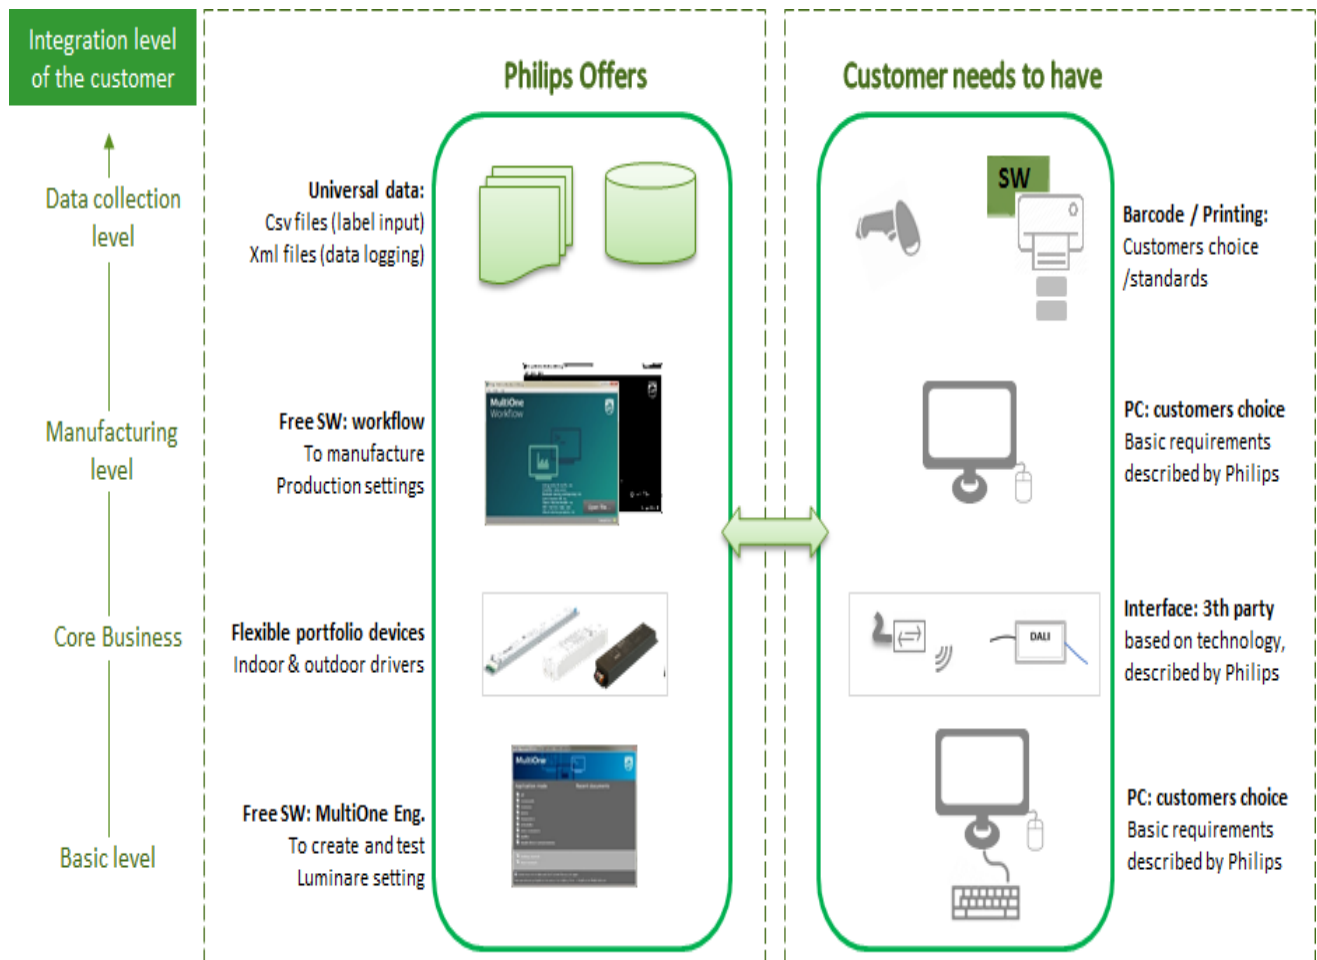 Integration level
of the customer
Philips Offers
Customer needs to have
Data collection
level
Universal data:
Csv files (label input)
Xml files (data logging)
SW
Barcode / Printing:
Customers choice
/standards
Manufacturing
level
Free SW: workflow
To manufacture
Production settings
MultiOne
Workflow
PC: customers choice
Basic requirements
described by Philips
Core Business
Flexible portfolio devices
Indoor & outdoor drivers
DALI
Interface: 3th party
based on technology,
described by Philips
Basic level
Free SW: MultiOne Eng.
To create and test
Luminare setting
MultiOne
PC: customers choice
Basic requirements
described by Philips